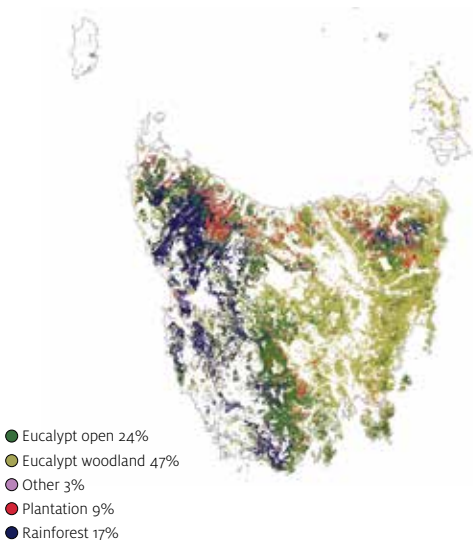 Eucalypt open 24%
Eucalypt woodland 47%
Other 3%
Plantation 9%
Rainforest 17%